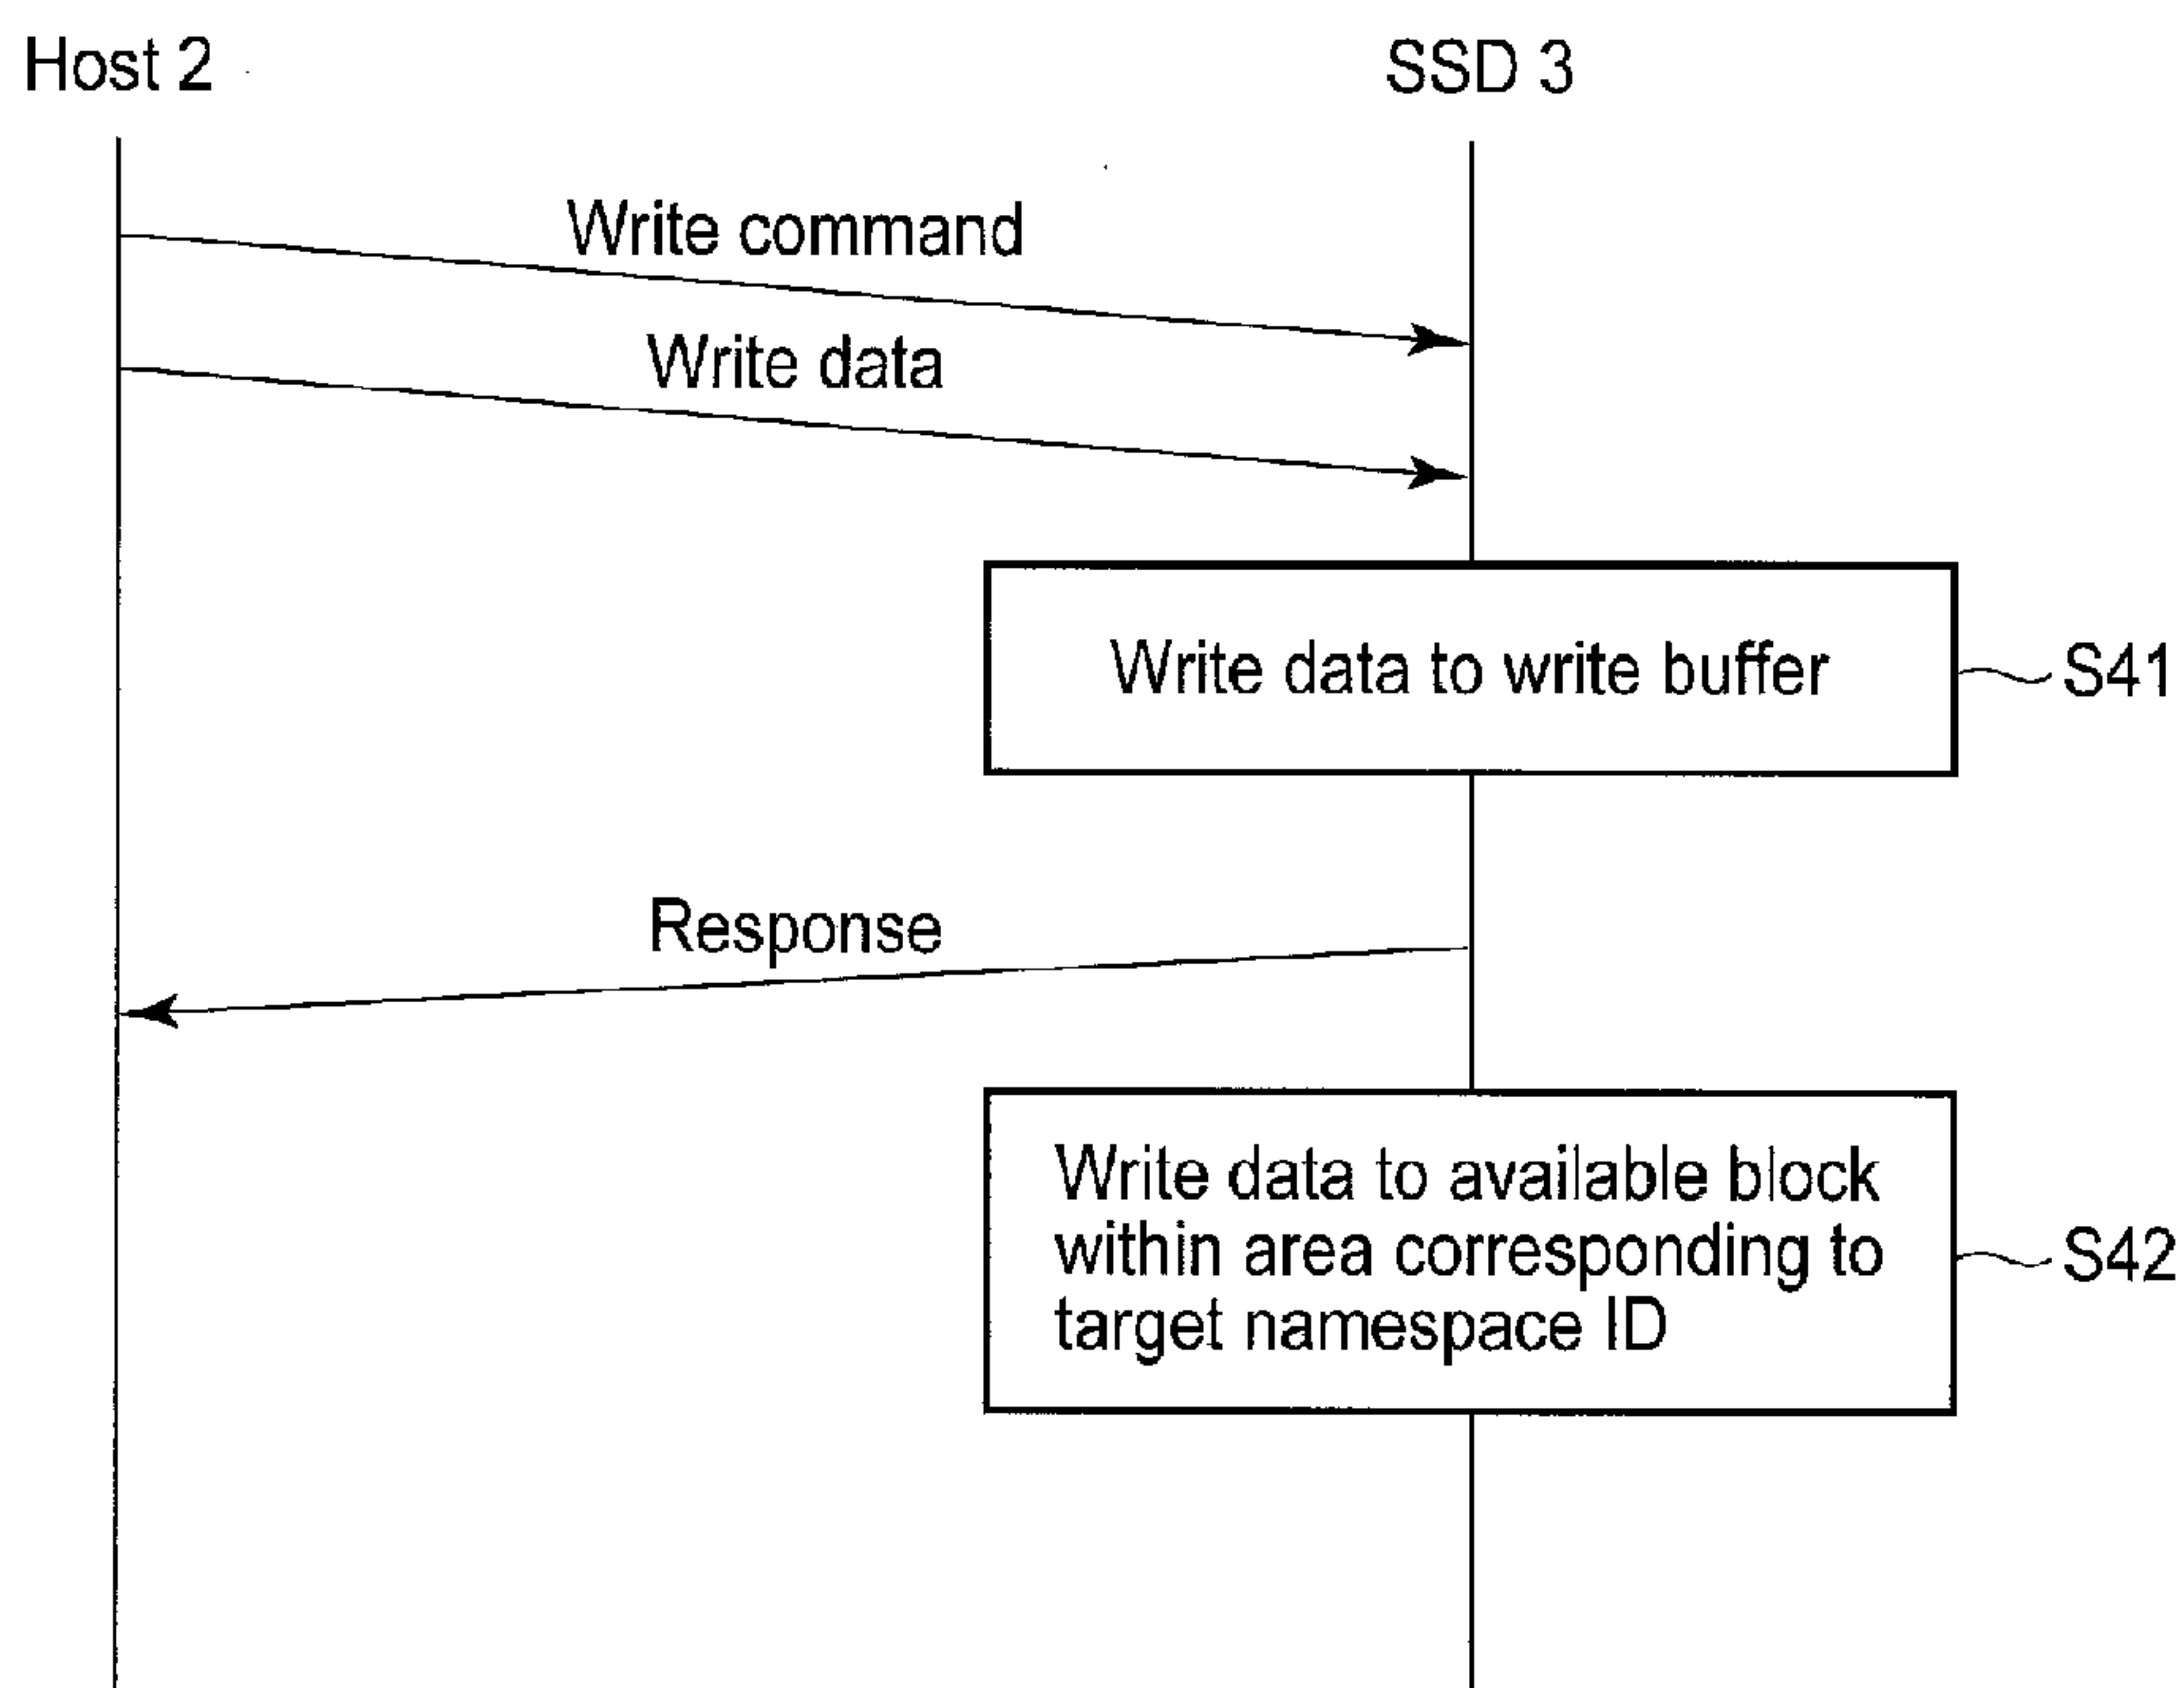 Host 2
SSD 3
Write command
Write data
Write data to write buffer
S41
Response
Write data to available block
within area corresponding to
target namespace ID
S42